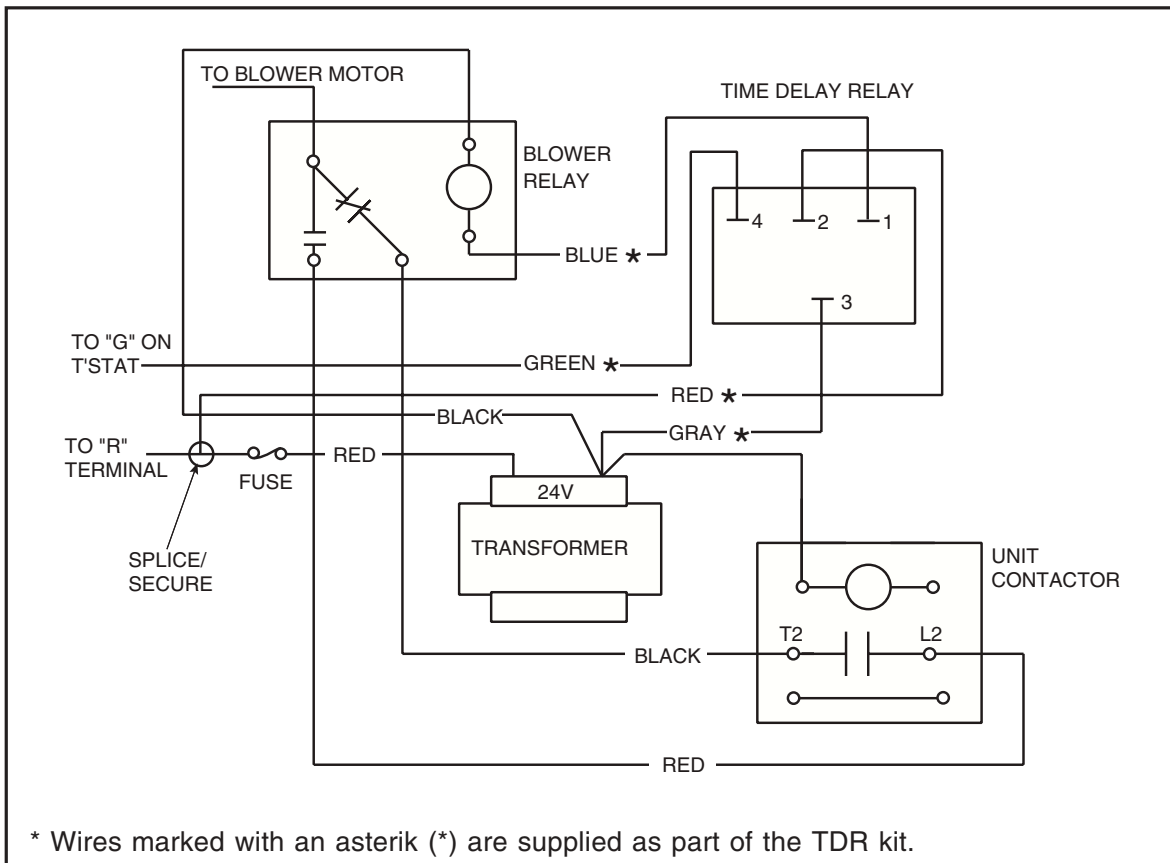 TO BLOWER MOTOR
TIME DELAY RELAY
BLOWER
RELAY
4
2
1
BLUE *
3
TO "G" ON
T'STAT
GREEN *
RED *
BLACK
GRAY *
TO "R"
TERMINAL
RED
FUSE
24V
TRANSFORMER
SPLICE/
SECURE
UNIT
CONTACTOR
T2
L2
BLACK
RED
* Wires marked with an asterik (*) are supplied as part of the TDR kit.